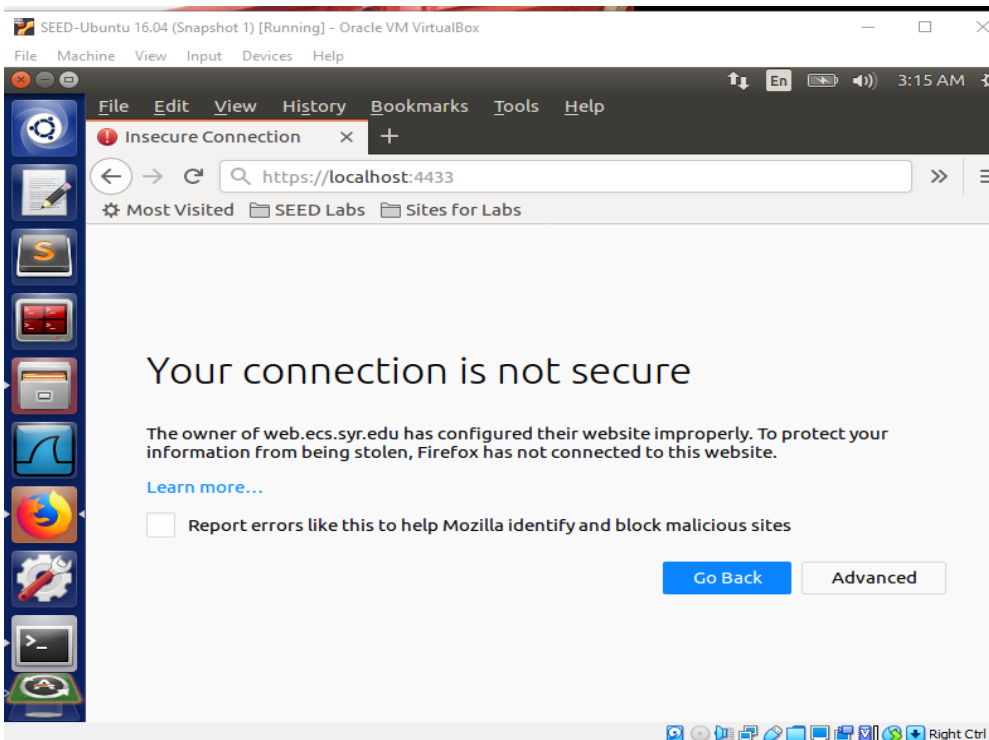 SEED-Ubuntu 16.04 (Snapshot 1) [Running] - Oracle VM VirtualBox
File Machine View Input Devices Help
En 3:15 AM
File Edit View History Bookmarks Tools Help
Insecure Connection
https://localhost:4433
Most Visited SEED Labs Sites for Labs
Your connection is not secure
The owner of web.ecs.syr.edu has configured their website improperly. To protect your
information from being stolen, Firefox has not connected to this website.
Learn more...
Report errors like this to help Mozilla identify and block malicious sites
Go Back Advanced
Right Ctrl